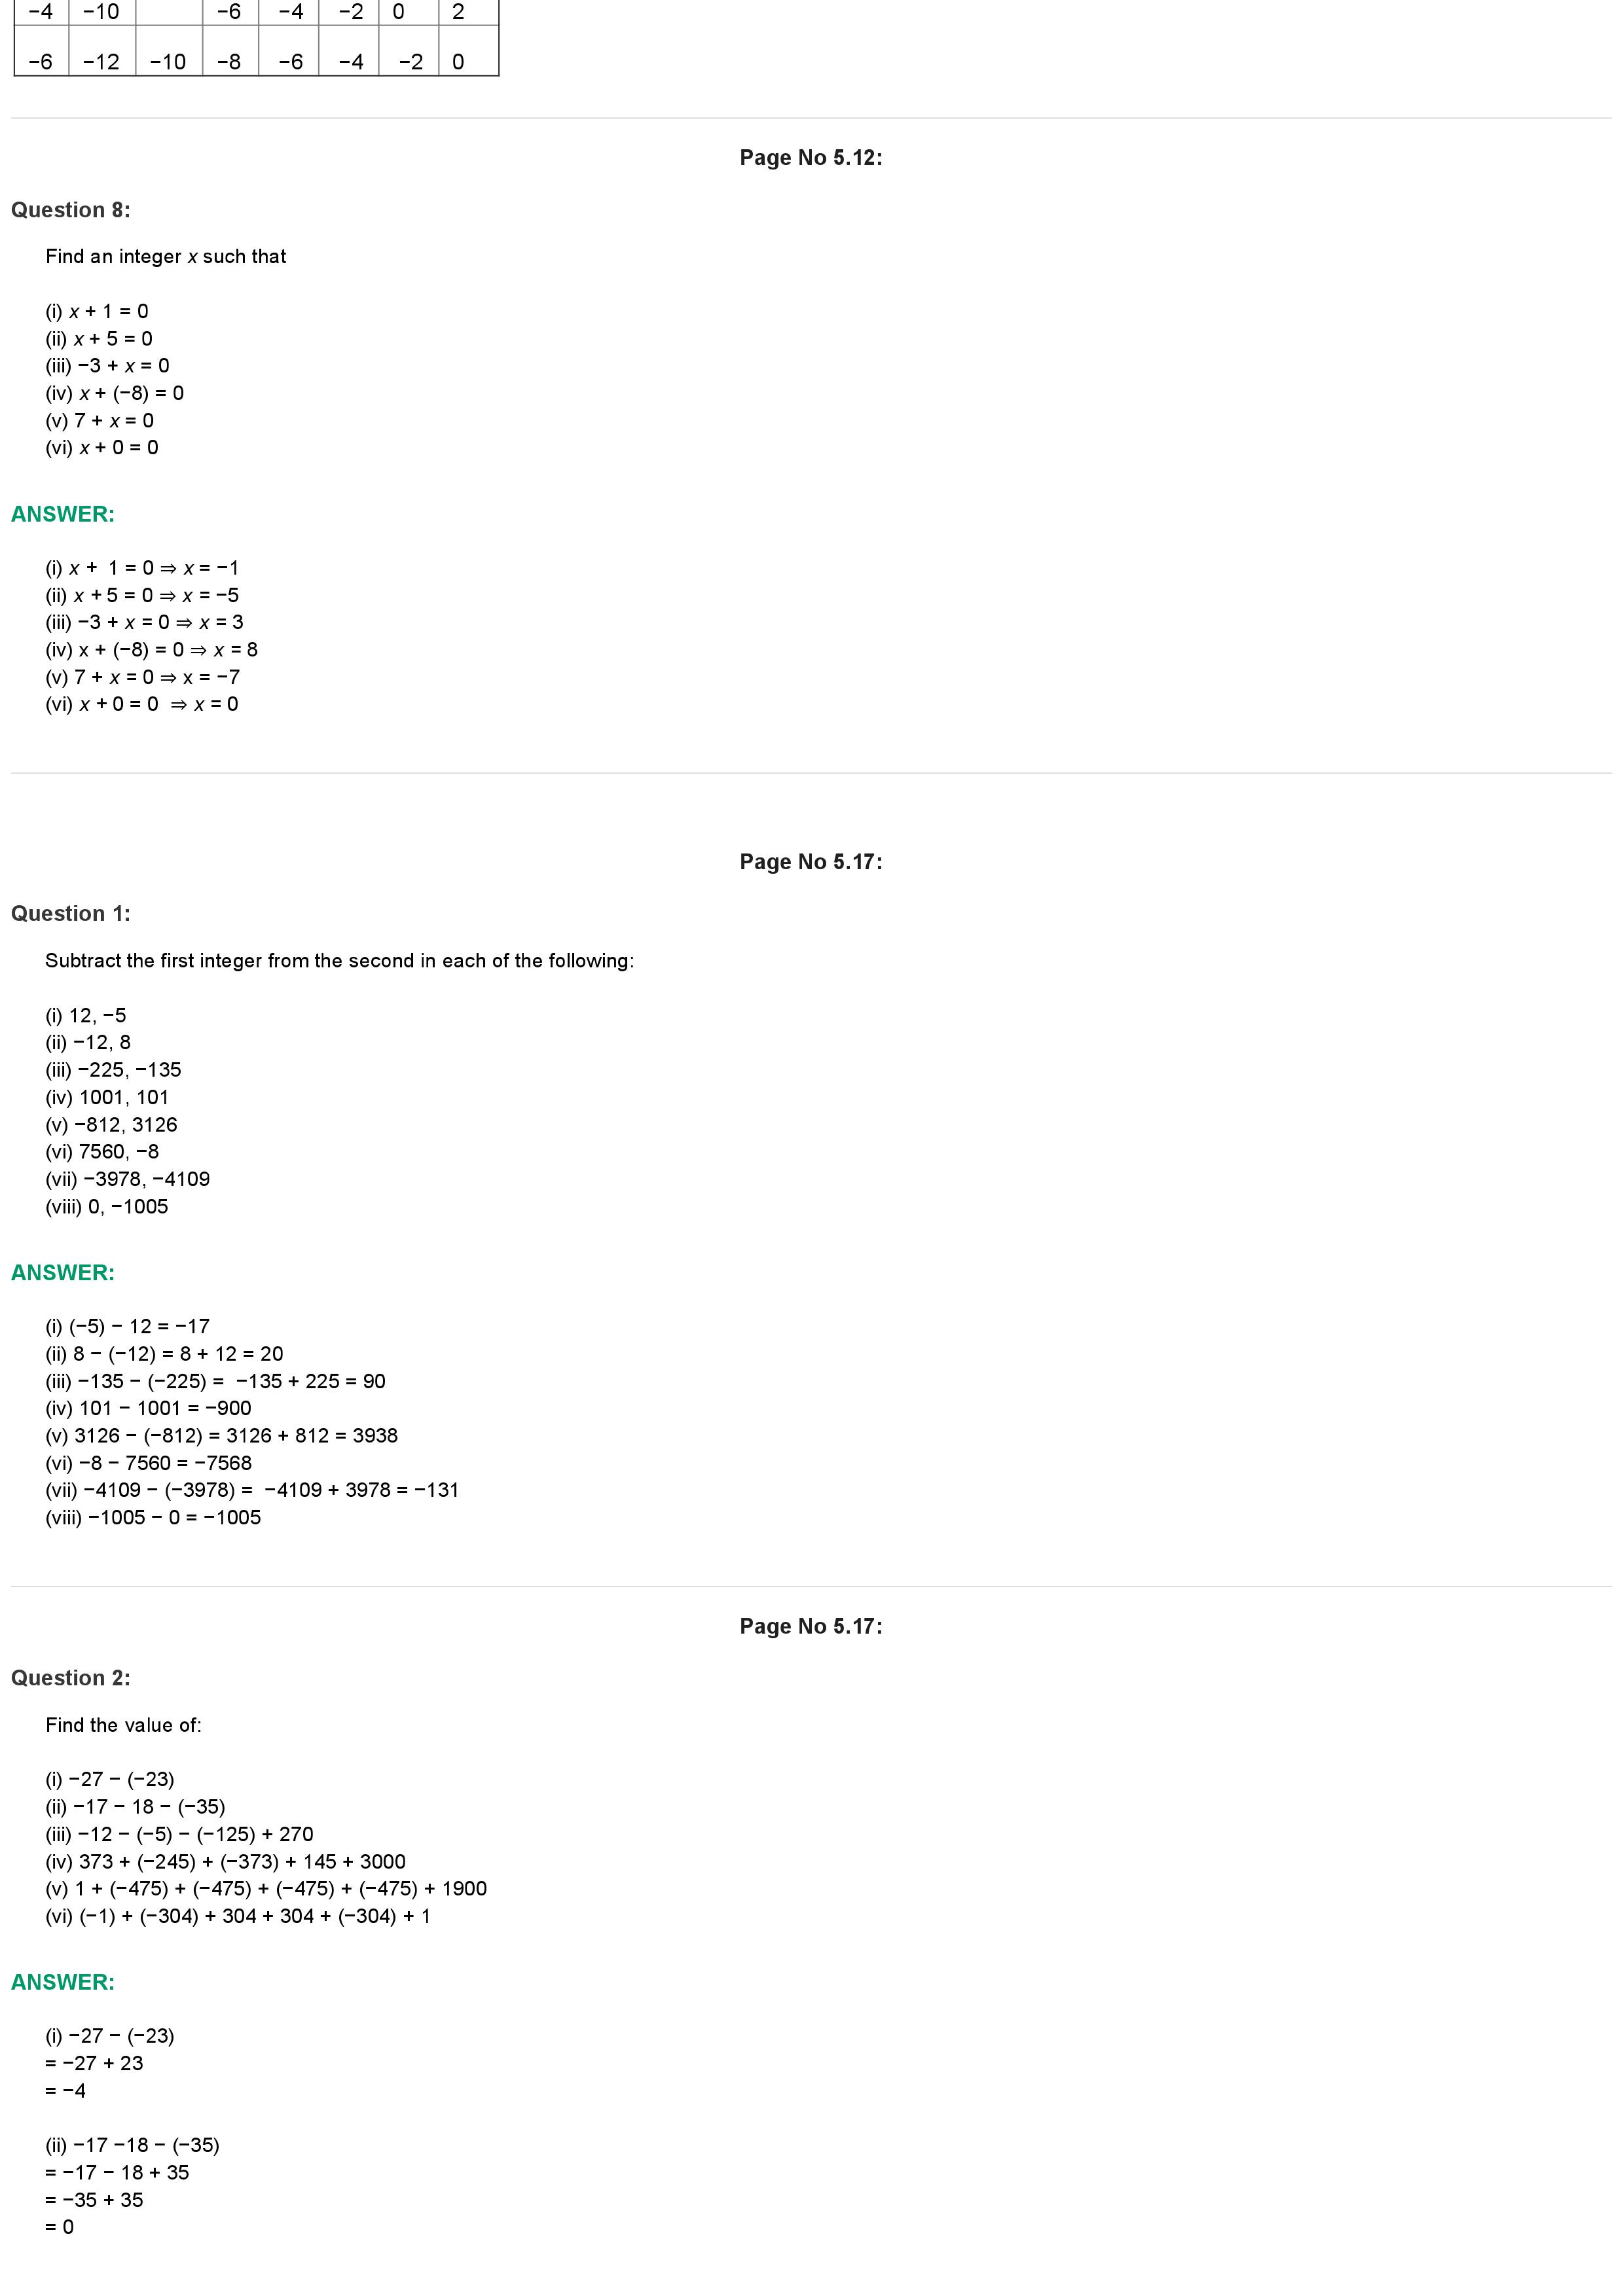 −4 −10 −6 −4 −2 0 2
−6 −12 −10 −8 −6 −4 −2 0
Page No 5.12:
Question 8:
Find an integer x such that
(i) x + 1 = 0
(ii) x + 5 = 0
(iii) −3 + x = 0
(iv) x + (−8) = 0
(v) 7 + x = 0
(vi) x + 0 = 0
ANSWER:
(i) x + 1 = 0 ⇒ x = −1
(ii) x + 5 = 0 ⇒ x = −5
(iii) −3 + x = 0 ⇒ x = 3
(iv) x + (−8) = 0 ⇒ x = 8
(v) 7 + x = 0 ⇒ x = −7
(vi) x + 0 = 0 ⇒ x = 0
Page No 5.17:
Question 1:
Subtract the first integer from the second in each of the following:
(i) 12, −5
(ii) −12, 8
(iii) −225, −135
(iv) 1001, 101
(v) −812, 3126
(vi) 7560, −8
(vii) −3978, −4109
(viii) 0, −1005
ANSWER:
(i) (−5) − 12 = −17
(ii) 8 − (−12) = 8 + 12 = 20
(iii) −135 − (−225) = −135 + 225 = 90
(iv) 101 − 1001 = −900
(v) 3126 − (−812) = 3126 + 812 = 3938
(vi) −8 − 7560 = −7568
(vii) −4109 − (−3978) = −4109 + 3978 = −131
(viii) −1005 − 0 = −1005
Page No 5.17:
Question 2:
Find the value of:
(i) −27 − (−23)
(ii) −17 − 18 − (−35)
(iii) −12 − (−5) − (−125) + 270
(iv) 373 + (−245) + (−373) + 145 + 3000
(v) 1 + (−475) + (−475) + (−475) + (−475) + 1900
(vi) (−1) + (−304) + 304 + 304 + (−304) + 1
ANSWER:
(i) −27 − (−23)
= −27 + 23
= −4
(ii) −17 −18 − (−35)
= −17 − 18 + 35
= −35 + 35
= 0